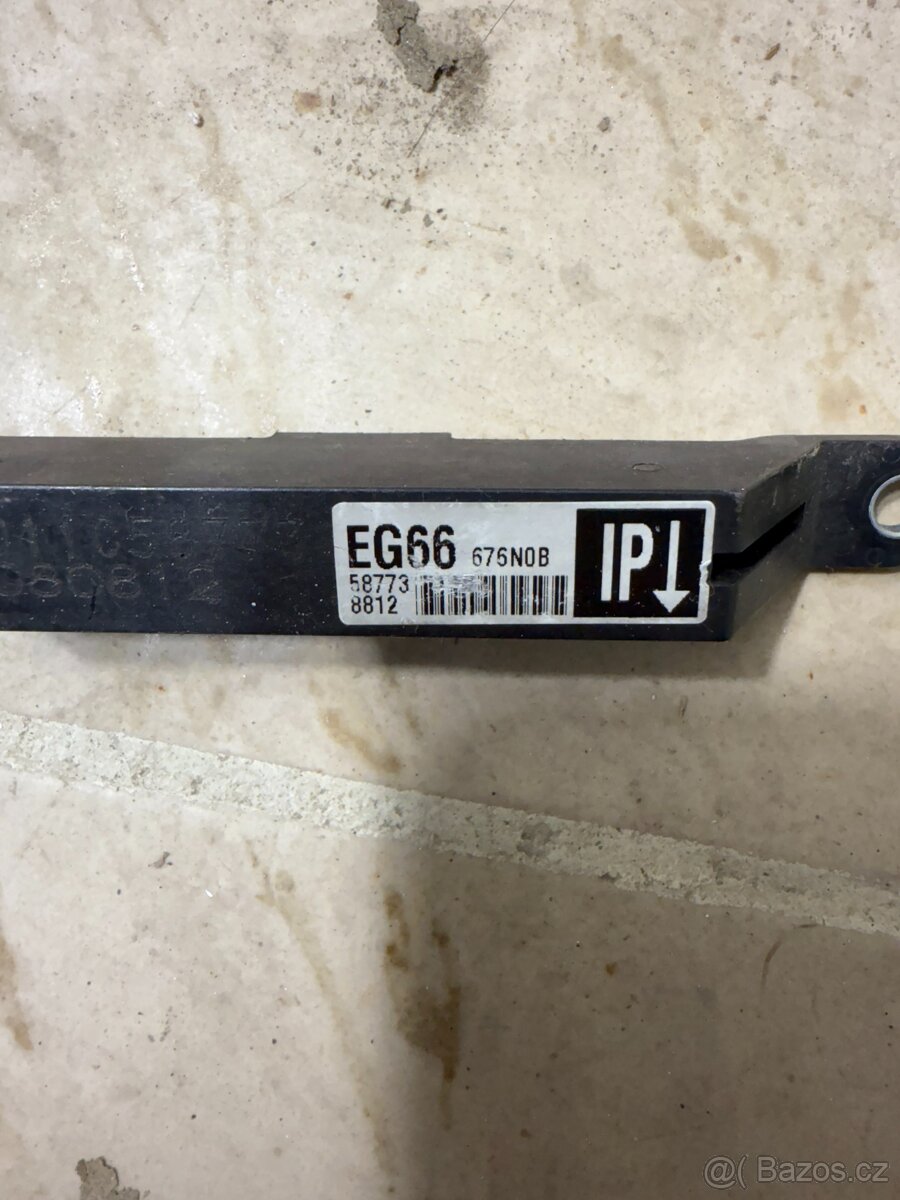 EG66 676N0B
58773
8812
IP↓
@( Bazos.cz